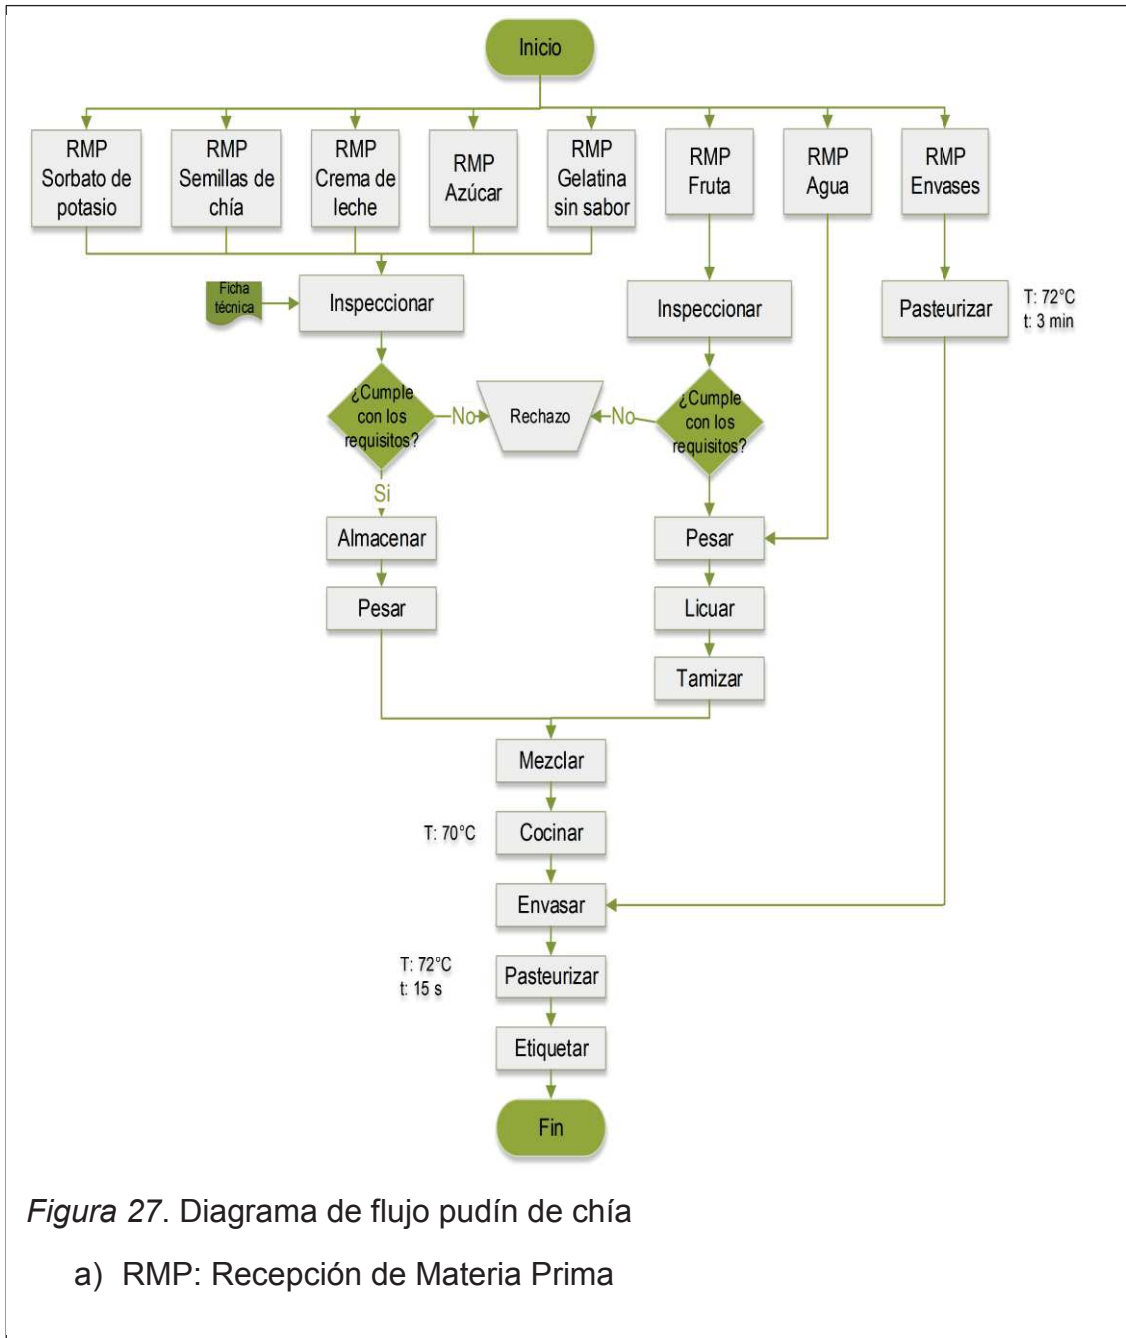 Inicio
RMP
Sorbato de
potasio
RMP
Semillas de
chía
RMP
Crema de
leche
RMP
Azúcar
RMP
Gelatina
sin sabor
RMP
Fruta
RMP
Agua
RMP
Envases
Ficha
técnica
Inspeccionar
Inspeccionar
Pasteurizar
T: 72°C
t: 3 min
¿Cumple
con los
requisitos?
No
Rechazo
No
¿Cumple
con los
requisitos?
Si
Almacenar
Pesar
Pesar
Licuar
Tamizar
Mezclar
T: 70°C
Cocinar
Envasar
T: 72°C
t: 15 s
Pasteurizar
Etiquetar
Fin
Figura 27. Diagrama de flujo pudín de chía
a) RMP: Recepción de Materia Prima